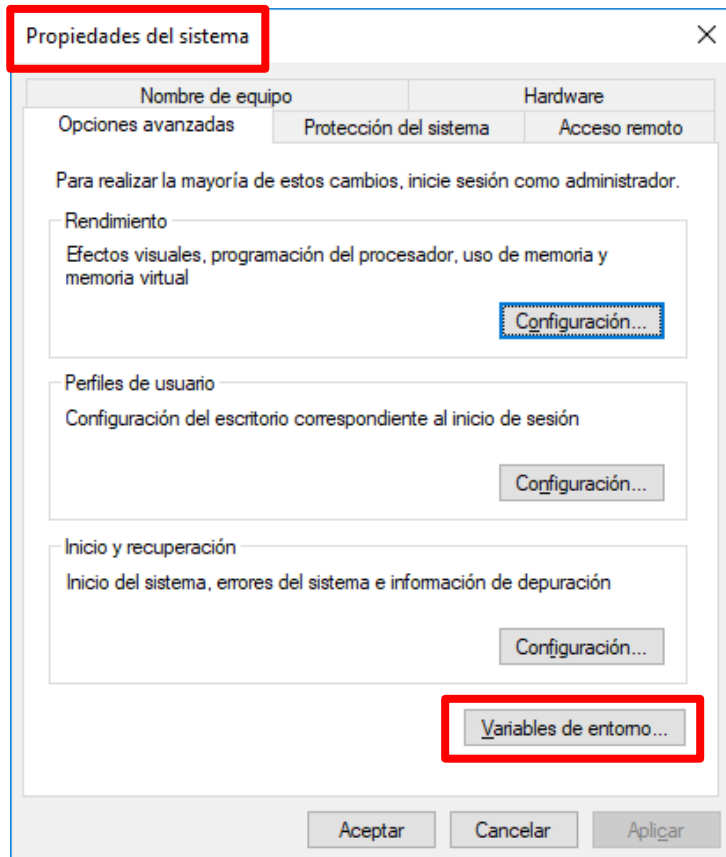 Propiedades del sistema
Nombre de equipo
Hardware
Opciones avanzadas
Protección del sistema
Acceso remoto
Para realizar la mayoría de estos cambios, inicie sesión como administrador.
Rendimiento
Efectos visuales, programación del procesador, uso de memoria y
memoria virtual
Configuración...
Perfiles de usuario
Configuración del escritorio correspondiente al inicio de sesión
Configuración...
Inicio y recuperación
Inicio del sistema, errores del sistema e información de depuración
Configuración...
Variables de entorno...
Aceptar
Cancelar
Aplicar